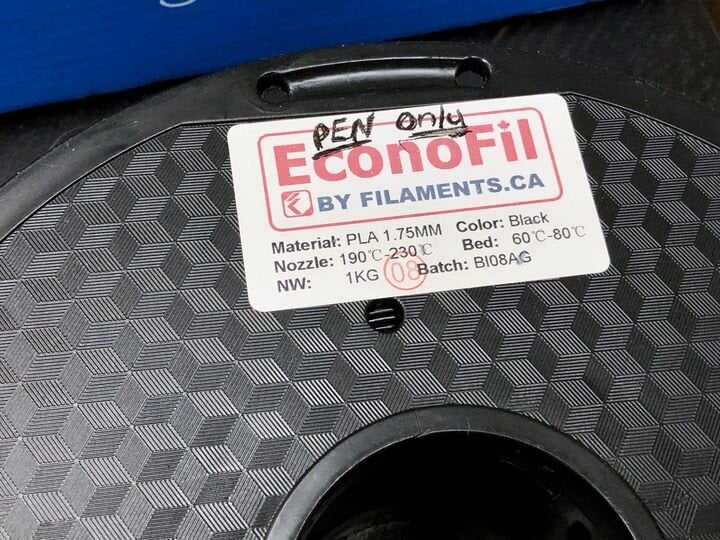 PEN only
EconoFil
BY FILAMENTS.CA
Material: PLA 1.75MM Color: Black
Nozzle: 190℃-230℃ Bed: 60℃-80℃
NW: 1KG 08 Batch: BI08AG